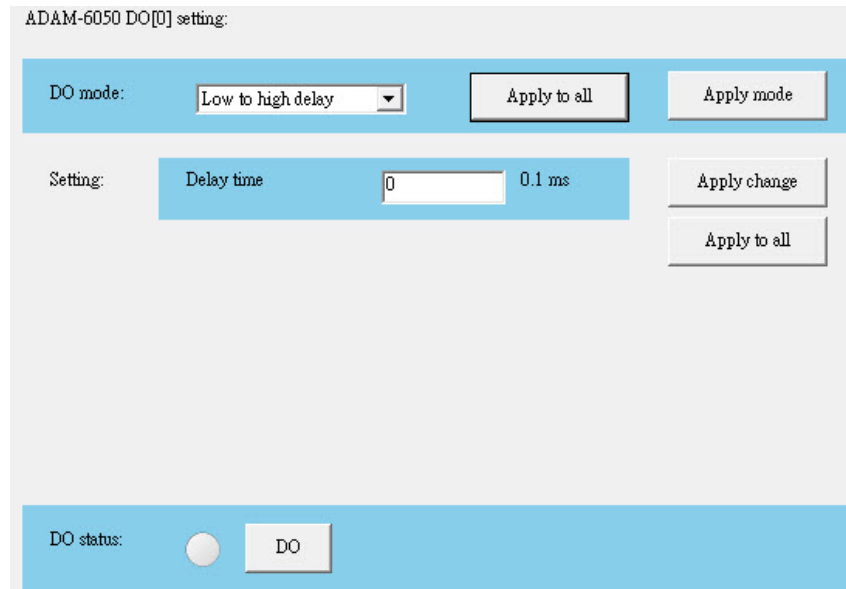 ADAM-6050 DO[0] setting:
DO mode: Low to high delay Apply to all Apply mode
Setting: Delay time 0 0.1 ms Apply change
Apply to all
DO status: DO